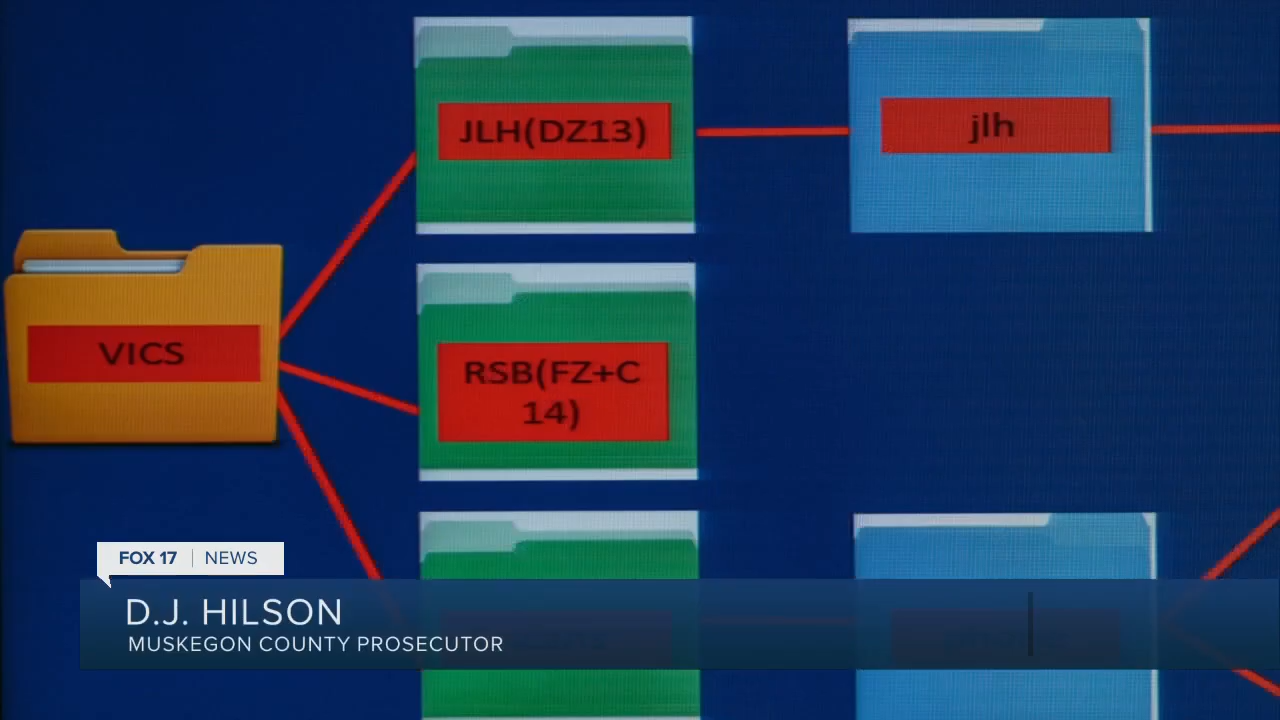 JLH(DZ13)
jlh
VICS
RSB(FZ+C
14)
FOX 17 NEWS
D.J. HILSON
MUSKEGON COUNTY PROSECUTOR